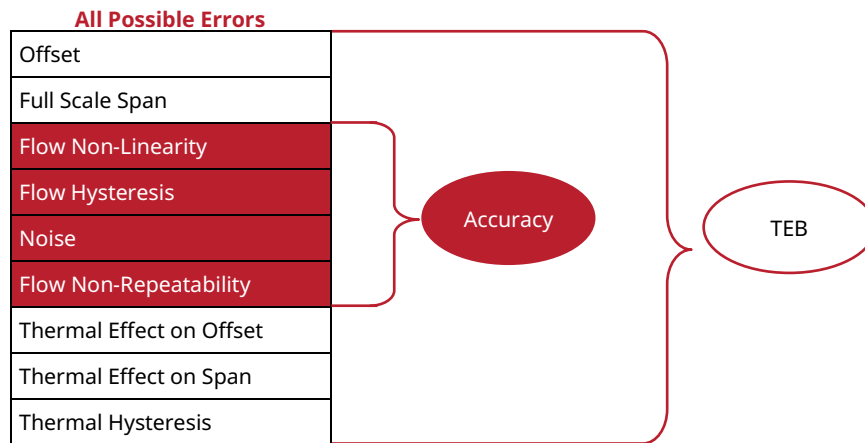 All Possible Errors
Offset
Full Scale Span
Flow Non-Linearity
Flow Hysteresis
Noise
Flow Non-Repeatability
Thermal Effect on Offset
Thermal Effect on Span
Thermal Hysteresis
Accuracy
TEB